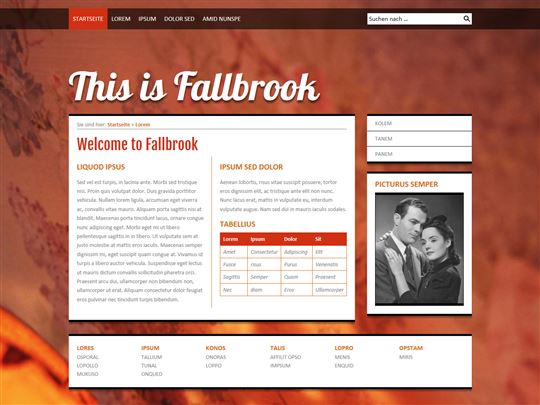 STARTSEITE LOREM IPSUM DOLOR SED AMID NUNSPE
Suchen nach ...
This is Fallbrook
Sie sind hier: Startseite » Lorem
Welcome to Fallbrook
LIQUOD IPSUS
Sed vel est turpis, in lacinia ante. Morbi sed tristique
nisi. Proin quis volutpat dolor. Duis gravida porttitor
vehicula. Nullam lorem ligula, accumsan eget viverra
ac, convallis vitae mauris. Aliquam porta sagittis nisi at
blandit. Maecenas porta tincidunt lacus, ornare congue
nunc adipiscing eget. Morbi eget mi ut libero
pellentesque sagittis in in libero. Ut vulputate sem at
justo molestie at mattis eros iaculis. Maecenas semper
dignissim mi, eget suscipit quam congue at. Vivamus id
turpis a libero auctor vehicula. Suspendisse eget lectus
ut mauris dictum convallis sollicitudin pharetra orci.
Praesent arcu dui, ullamcorper non bibendum non,
ullamcorper ut erat. Aliquam consectetur dolor feugiat
eros pulvinar nec tincidunt turpis bibendum.
IPSUM SED DOLOR
Aenean lobortis, risus vitae suscipit posuere, tortor
eros dignissim elit, ac tristique ante elit non nunc.
Nunc lacus erat, mattis in vulputate eu, interdum
vulputate augue. Nam sed dui in mauris iaculis sodales.
TABELLIUS
Lorem Ipsum Dolor Sit
Amet Consectetur Adipiscing Elit
Fusce risus Purus Venenatis
Sagittis Semper Quam Praesent
Nec diam Eros Ullamcorper
KOLEM
TANEM
PANEM
PICTURIUS SEMPER
LORES IPSUM KONOS TALIS LOPRO OPSTAM
OSPORAL TALLIUM ONORAS AFFILIT OPSO MENIS MIRIS
LOPOLLO TUNAL LOPPO IMPSUM ENQUID
MUKUSO ONQUED